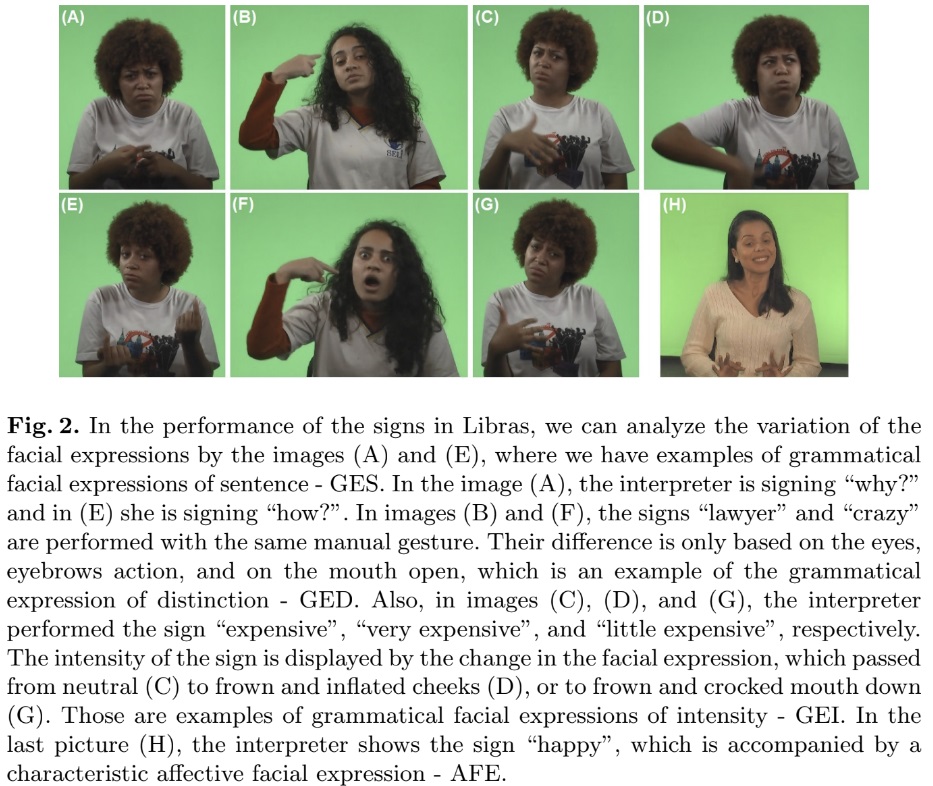 (A) (B) (C) (D)
(E) (F) (G) (H)
Fig. 2. In the performance of the signs in Libras, we can analyze the variation of the
facial expressions by the images (A) and (E), where we have examples of grammatical
facial expressions of sentence - GES. In the image (A), the interpreter is signing “why?”
and in (E) she is signing “how?”. In images (B) and (F), the signs “lawyer” and “crazy”
are performed with the same manual gesture. Their difference is only based on the eyes,
eyebrows action, and on the mouth open, which is an example of the grammatical
expression of distinction - GED. Also, in images (C), (D), and (G), the interpreter
performed the sign “expensive”, “very expensive”, and “little expensive”, respectively.
The intensity of the sign is displayed by the change in the facial expression, which passed
from neutral (C) to frown and inflated cheeks (D), or to frown and crocked mouth down
(G). Those are examples of grammatical facial expressions of intensity - GEI. In the
last picture (H), the interpreter shows the sign “happy”, which is accompanied by a
characteristic affective facial expression - AFE.